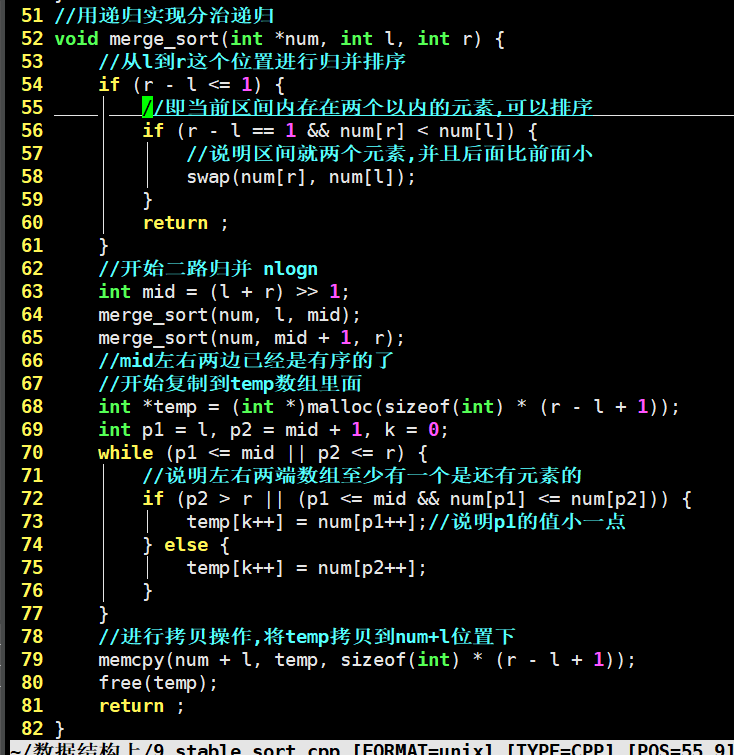 51 //用递归实现分治递归
52 void merge_sort(int *num, int l, int r) {
53     //从l到r这个位置进行归并排序
54     if (r - l <= 1) {
55         //即当前区间内存在两个以内的元素,可以排序
56         if (r - l == 1 && num[r] < num[l]) {
57             //说明区间就两个元素,并且后面比前面小
58             swap(num[r], num[l]);
59         }
60         return ;
61     }
62     //开始二路归并 nlogn
63     int mid = (l + r) >> 1;
64     merge_sort(num, l, mid);
65     merge_sort(num, mid + 1, r);
66     //mid左右两边已经是有序的了
67     //开始复制到temp数组里面
68     int *temp = (int *)malloc(sizeof(int) * (r - l + 1));
69     int p1 = l, p2 = mid + 1, k = 0;
70     while (p1 <= mid || p2 <= r) {
71         //说明左右两端数组至少有一个是还有元素的
72         if (p2 > r || (p1 <= mid && num[p1] <= num[p2])) {
73             temp[k++] = num[p1++];//说明p1的值小一点
74         } else {
75             temp[k++] = num[p2++];
76         }
77     }
78     //进行拷贝操作,将temp拷贝到num+l位置下
79     memcpy(num + l, temp, sizeof(int) * (r - l + 1));
80     free(temp);
81     return ;
82 }
~/数据结构上/9.stable_sort.cpp [FORMAT=unix] [TYPE=CPP] [POS=55,9]